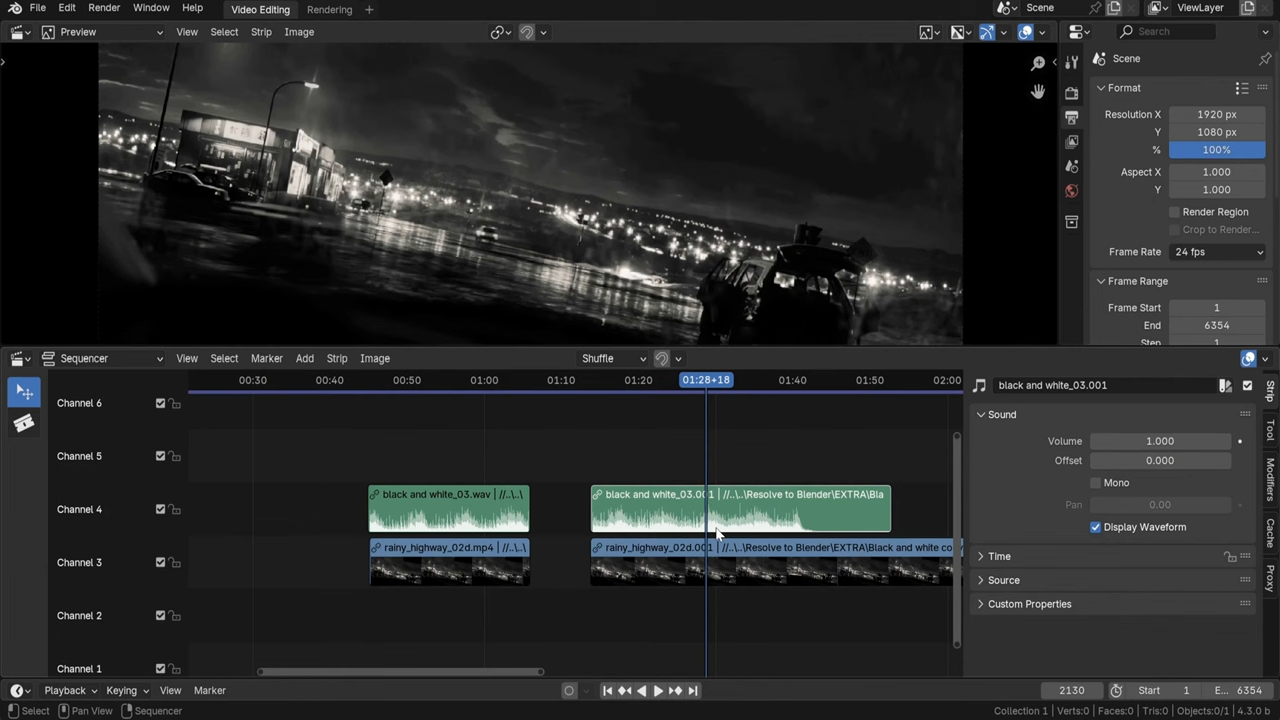 File Edit Render Window Help Video Editing Rendering + Scene ViewLayer
Preview View Select Strip Image Search
Scene
Format
Resolution X 1920 px
Y 1080 px
% 100%
Aspect X 1.000
Y 1.000
Render Region
Crop to Render...
Frame Rate 24 fps
Frame Range
Frame Start 1
End 6354
Step 1
Sequencer View Select Marker Add Strip Image Shuffle
00:30 00:40 00:50 01:00 01:10 01:20 01:28+18 01:40 01:50 02:00
Channel 6
Channel 5
Channel 4
Channel 3
Channel 2
Channel 1
black and white_03.wav | //..\..\
black and white_03.001 | //..\..\Resolve to Blender\EXTRA\Bla
rainy_highway_02d.mp4 | //..\..\
rainy_highway_02d.001 | //..\..\Resolve to Blender\EXTRA\Black and white co
black and white_03.001
Sound
Volume 1.000
Offset 0.000
Mono
Pan 0.00
Display Waveform
Time
Source
Custom Properties
Strip
Tool
Modifiers
Cache
Proxy
Playback Keying View Marker 2130 Start 1 E... 6354
Select Pan View Sequencer Collection 1 | Verts:0 | Faces:0 | Tris:0 | Objects:0/1 | 4.3.0 b